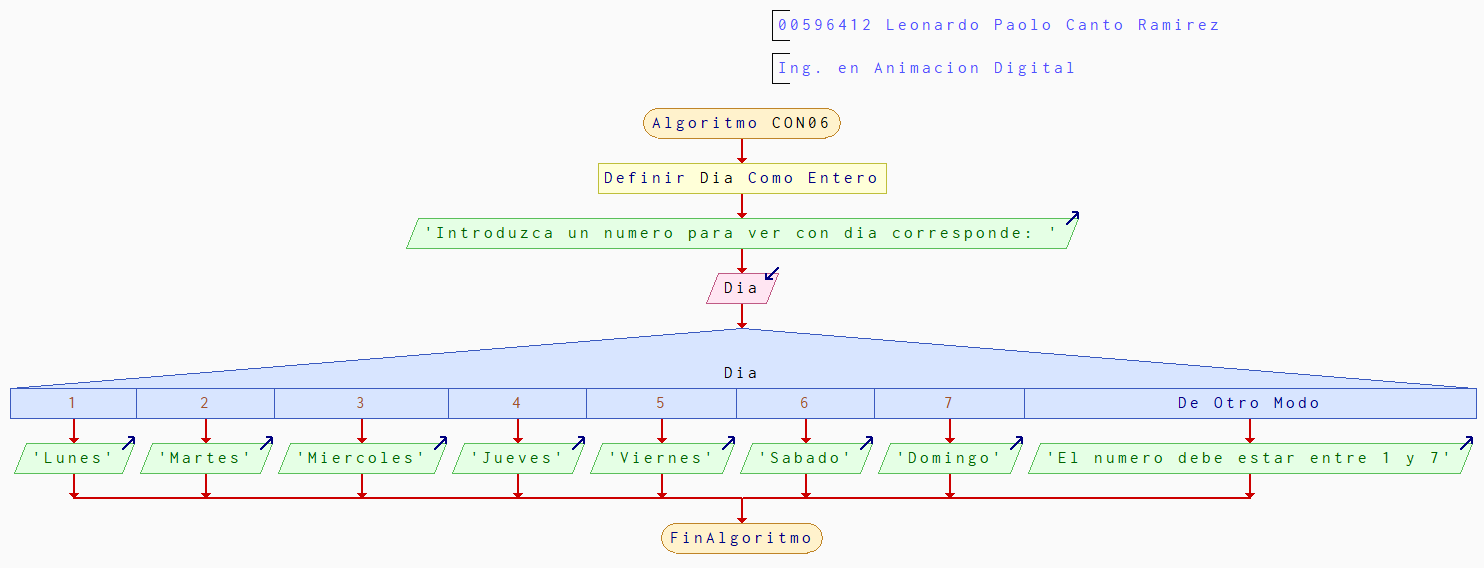 00596412 Leonardo Paolo Canto Ramirez
Ing. en Animacion Digital
Algoritmo CON06
Definir Dia Como Entero
'Introduzca un numero para ver con dia corresponde: '
Dia
Dia
1 2 3 4 5 6 7 De Otro Modo
'Lunes' 'Martes' 'Miercoles' 'Jueves' 'Viernes' 'Sabado' 'Domingo' 'El numero debe estar entre 1 y 7'
FinAlgoritmo